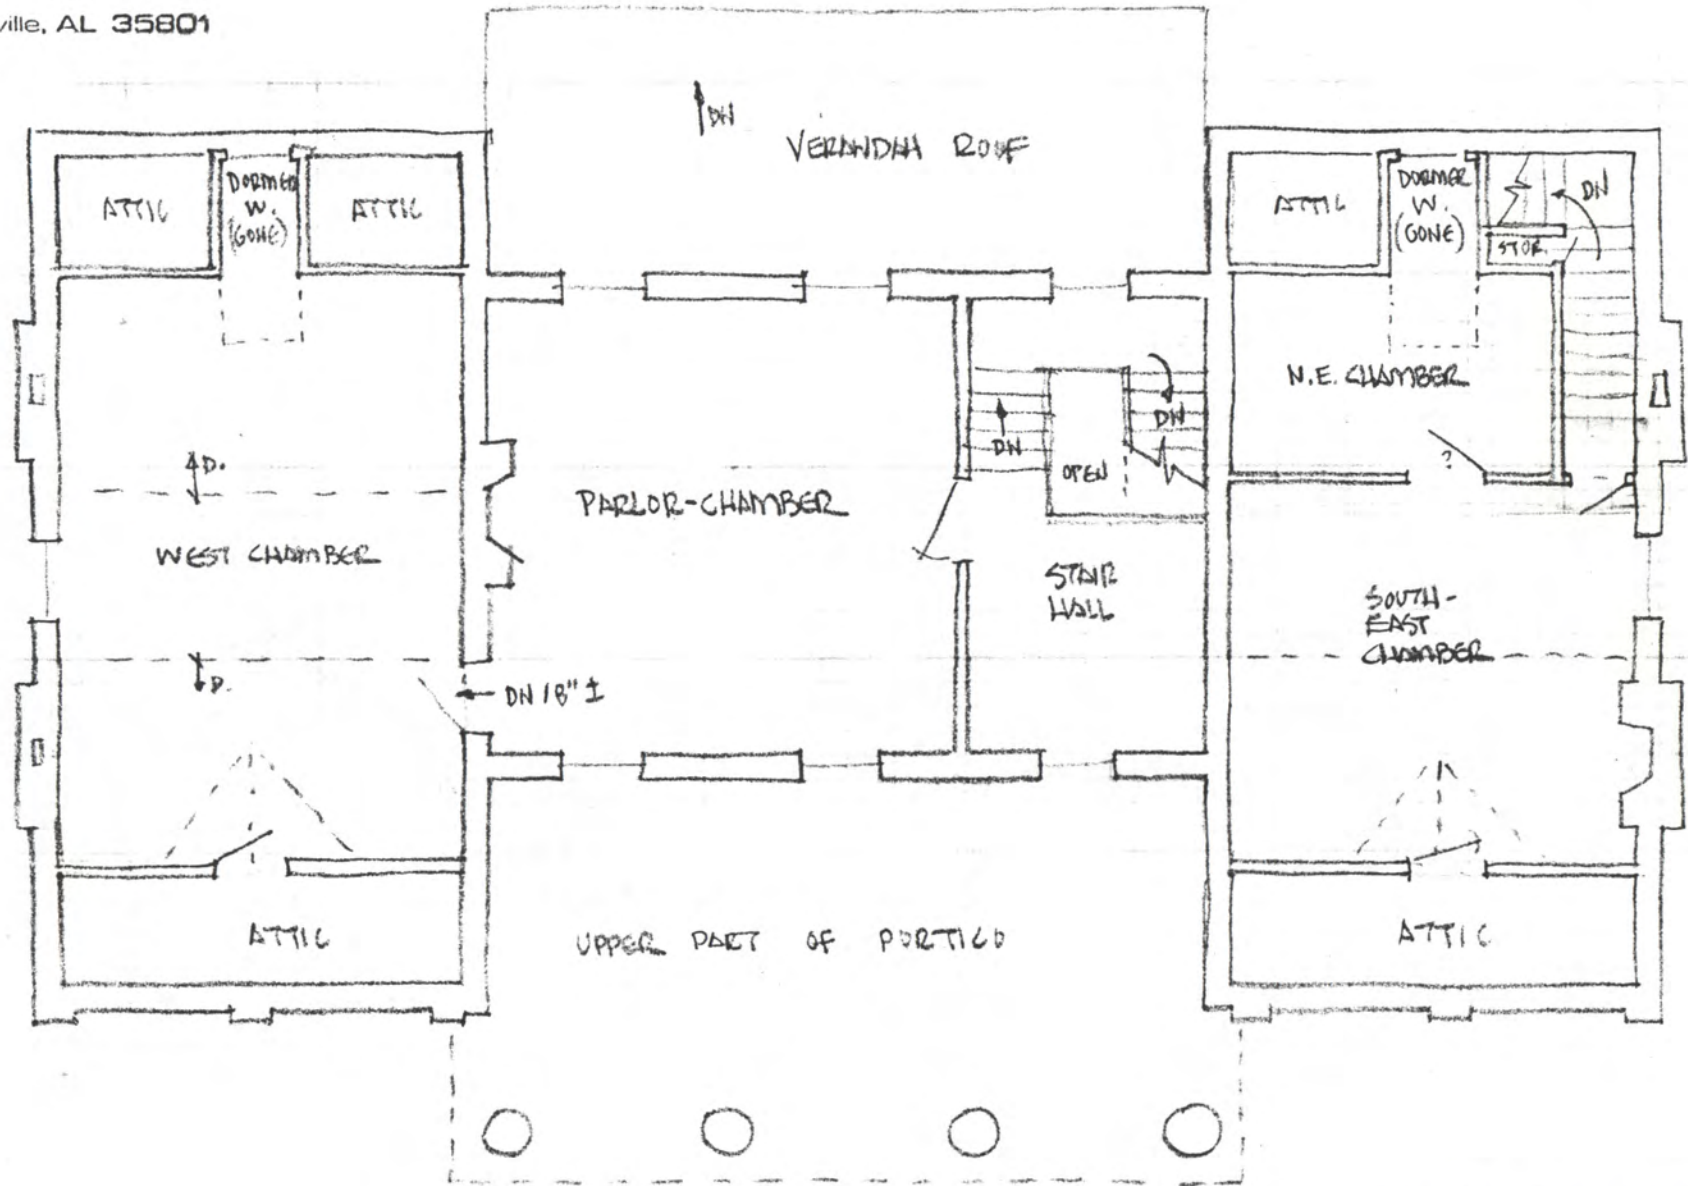 ville, AL 35801
DN
VERANDAH ROOF
ATTIC
DORMER
W.
(GONE)
ATTIC
ATTIC
DORMER
W.
(GONE)
DN
STOR.
N.E. CHAMBER
?
DN
DN
OPEN
D.
PARLOR-CHAMBER
WEST CHAMBER
STAIR
HALL
SOUTH-
EAST
CHAMBER
D.
DN 18" ±
?
ATTIC
UPPER PART OF PORTICO
ATTIC